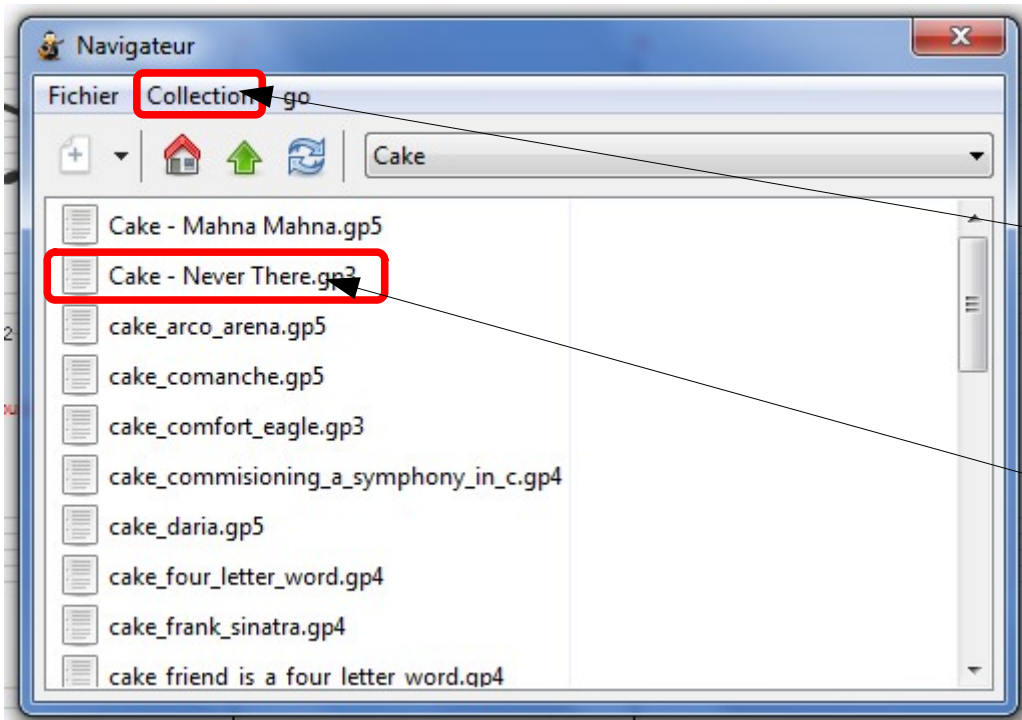 Navigateur
Fichier Collection go
Cake
Cake - Mahna Mahna.gp5
Cake - Never There.gp3
2
cake_arco_arena.gp5
cake_comanche.gp5
cake_comfort_eagle.gp3
cake_commisioning_a_symphony_in_c.gp4
cake_daria.gp5
cake_four_letter_word.gp4
cake_frank_sinatra.gp4
cake_friend_is_a_four_letter_word.gp4